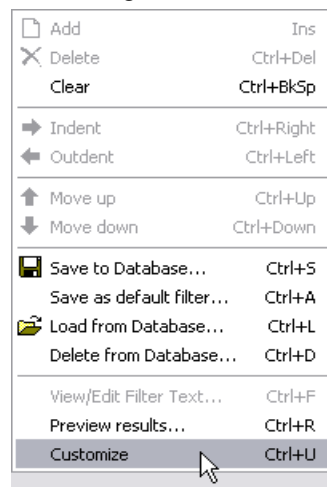 Add Ins
Delete Ctrl+Del
Clear Ctrl+BkSp
Indent Ctrl+Right
Outdent Ctrl+Left
Move up Ctrl+Up
Move down Ctrl+Down
Save to Database... Ctrl+S
Save as default filter... Ctrl+A
Load from Database... Ctrl+L
Delete from Database... Ctrl+D
View/Edit Filter Text... Ctrl+F
Preview results... Ctrl+R
Customize Ctrl+U